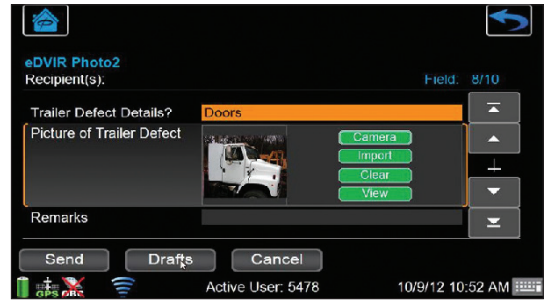 eDVIR Photo2
Recipient(s): Field: 8/10
Trailer Defect Details? Doors
Picture of Trailer Defect
Camera
Import
Clear
View
Remarks
Send Drafts Cancel
GPS OBC Active User: 5478 10/9/12 10:52 AM